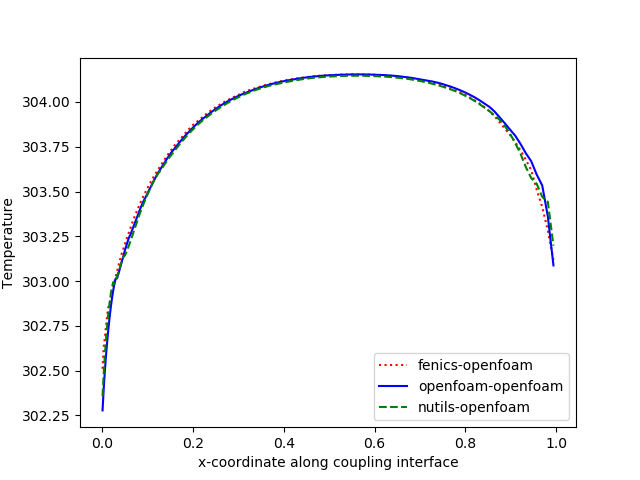 Temperature
304.00
303.75
303.50
303.25
303.00
302.75
302.50
302.25
fenics-openfoam
openfoam-openfoam
nutils-openfoam
0.0 0.2 0.4 0.6 0.8 1.0
x-coordinate along coupling interface